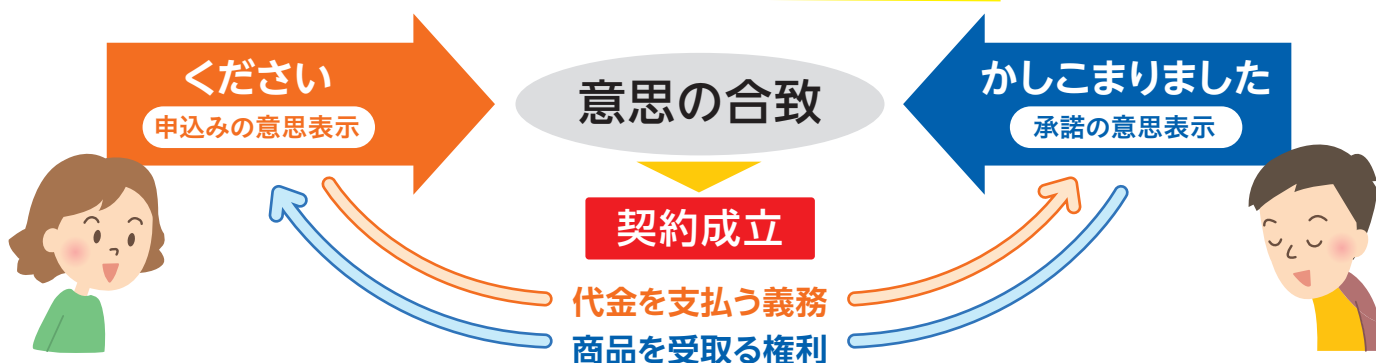 ください
申込みの意思表示
意思の合致
かしこまりました
承諾の意思表示
契約成立
代金を支払う義務
商品を受取る権利